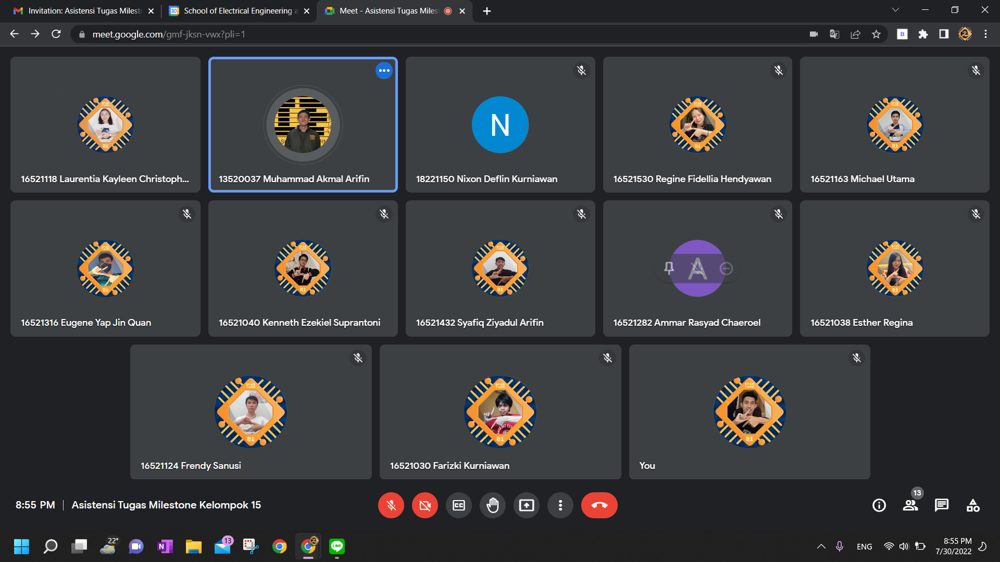 Invitation: Asistensi Tugas Milest
School of Electrical Engineering a
Meet - Asistensi Tugas Miles
meet.google.com/gmf-jksn-vwx?pli=1
B
N
16521118 Laurentia Kayleen Christoph...
13520037 Muhammad Akmal Arifin
18221150 Nixon Deflin Kurniawan
16521530 Regine Fidellia Hendyawan
16521163 Michael Utama
A
16521316 Eugene Yap Jin Quan
16521040 Kenneth Ezekiel Suprantoni
16521432 Syafiq Ziyadul Arifin
16521282 Ammar Rasyad Chaeroel
16521038 Esther Regina
16521124 Frendy Sanusi
16521030 Farizki Kurniawan
You
8:55 PM | Asistensi Tugas Milestone Kelompok 15
CC
13
22°
N
13
LINE
ENG
8:55 PM
7/30/2022